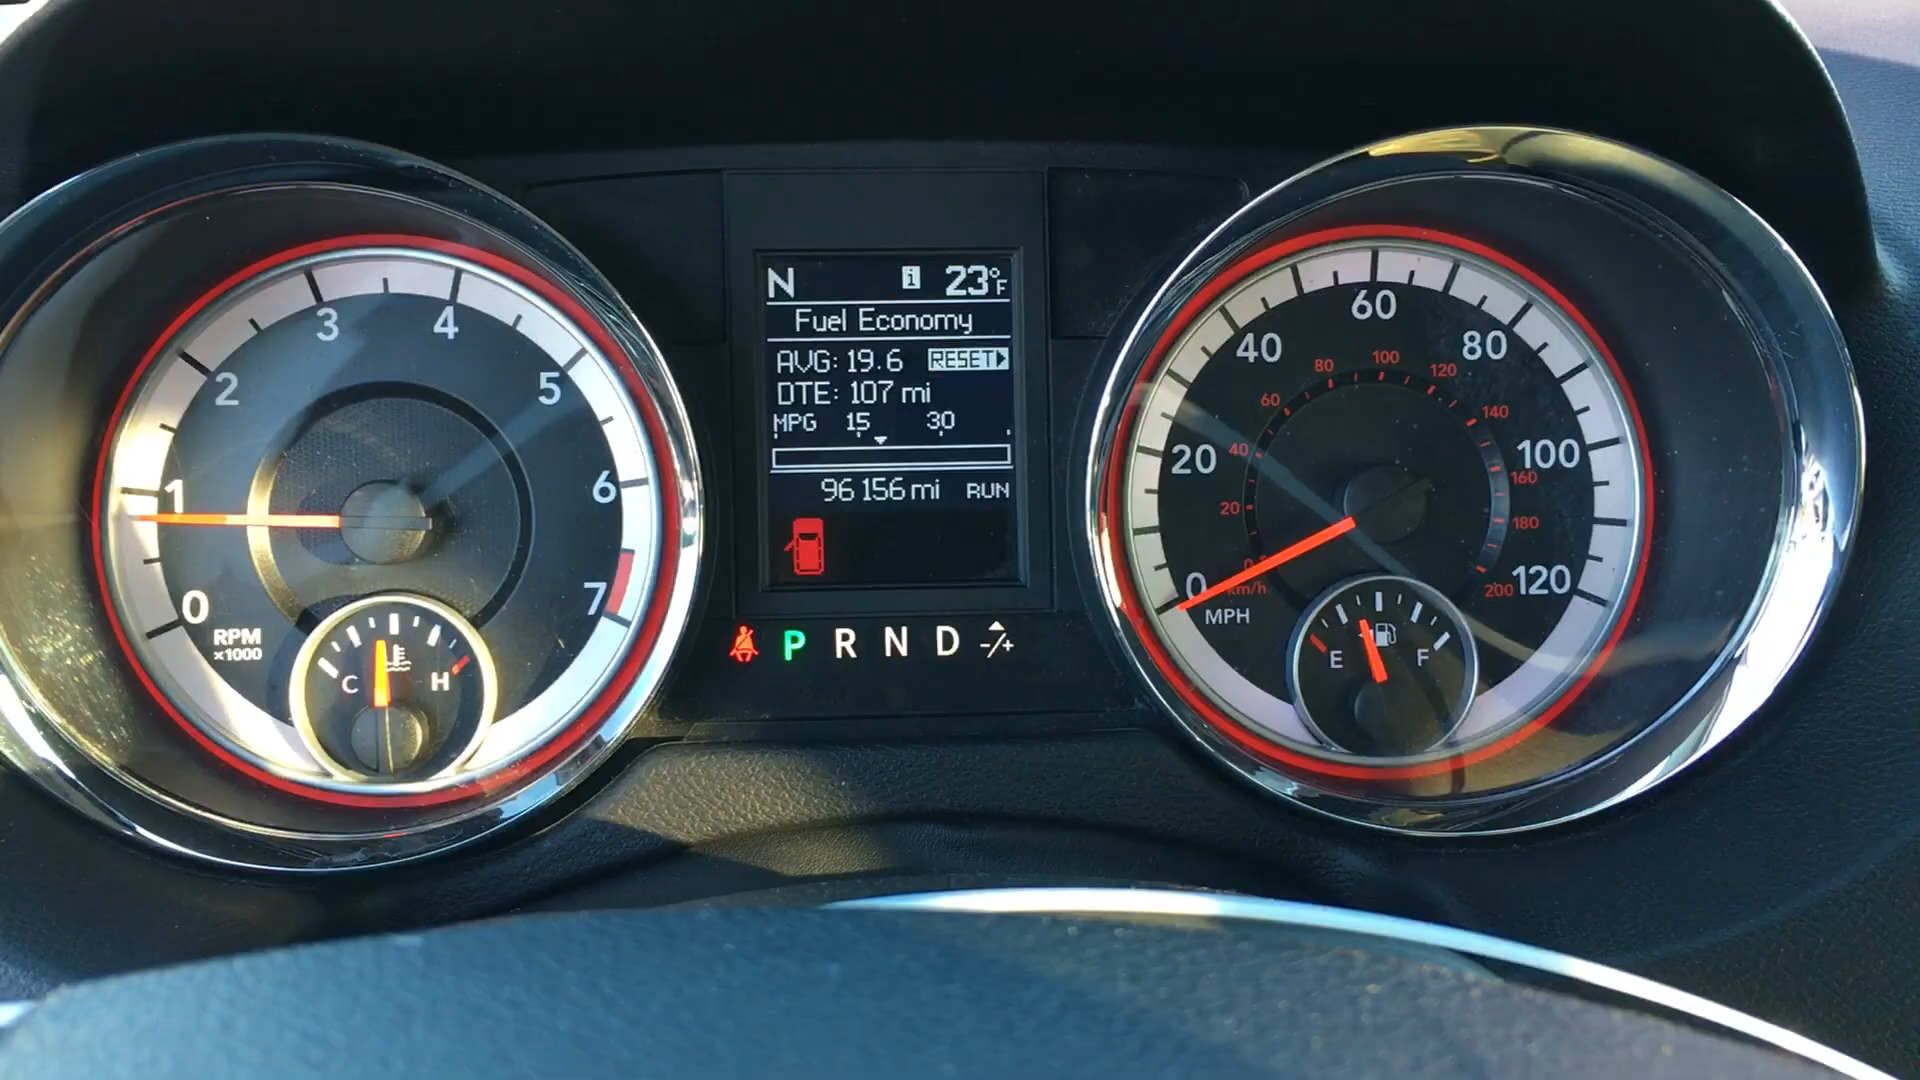 0
1
2
3
4
5
6
7
RPM
×1000
C
H
N i 23°F
Fuel Economy
AVG: 19.6 RESET
DTE: 107 mi
MPG 15 30
96 156 mi RUN
P R N D -/+
0
20
40
60
80
100
120
MPH
20
40
60
80
100
120
140
160
180
200
km/h
E
F